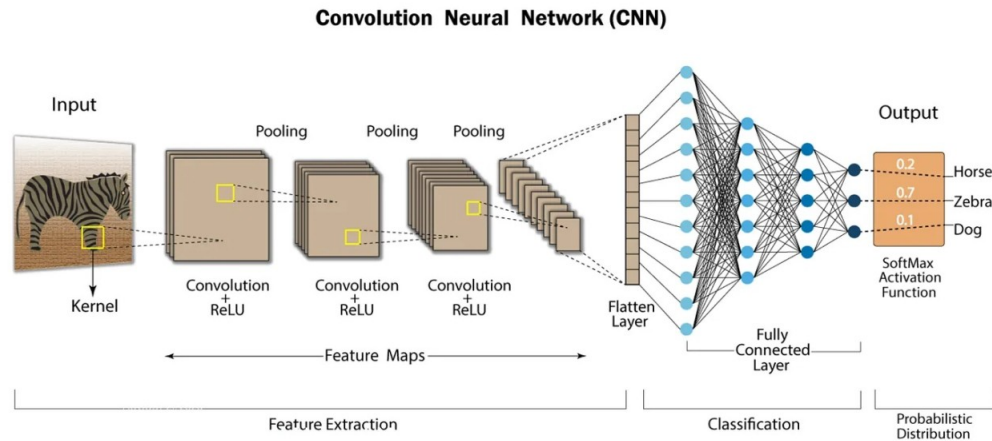 Convolution Neural Network (CNN)
Input
Kernel
Pooling
Pooling
Pooling
Convolution
+
ReLU
Convolution
+
ReLU
Convolution
+
ReLU
Feature Maps
Flatten
Layer
Fully
Connected
Layer
Output
0.2
Horse
0.7
Zebra
0.1
Dog
SoftMax
Activation
Function
Feature Extraction
Classification
Probabilistic
Distribution